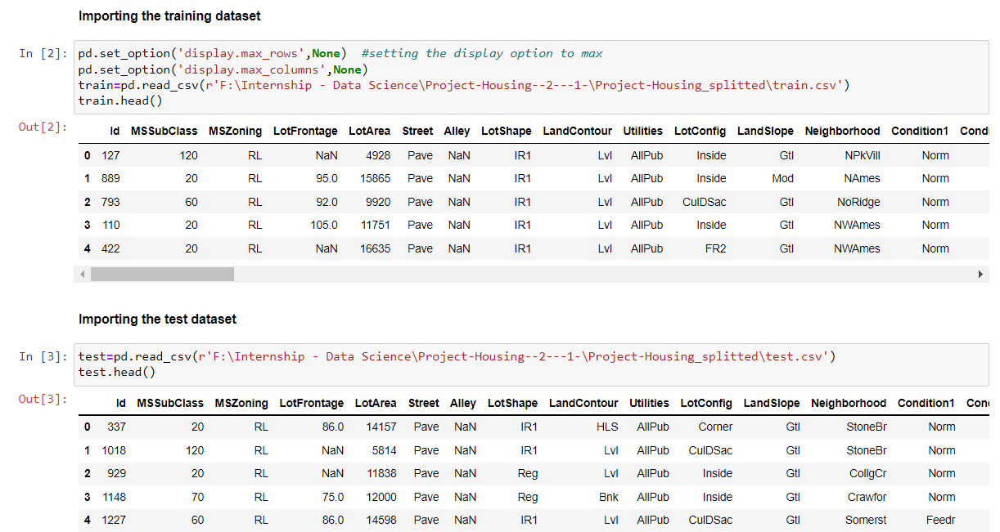 Importing the training dataset
In [2]: pd.set_option('display.max_rows',None)  #setting the display option to max
pd.set_option('display.max_columns',None)
train=pd.read_csv(r'F:\Internship - Data Science\Project-Housing--2---1-\Project-Housing_splitted\train.csv')
train.head()
Out[2]:
Id MSSubClass MSZoning LotFrontage LotArea Street Alley LotShape LandContour Utilities LotConfig LandSlope Neighborhood Condition1 Condi
0 127 120 RL NaN 4928 Pave NaN IR1 Lvl AllPub Inside Gtl NPkVill Norm
1 889 20 RL 95.0 15865 Pave NaN IR1 Lvl AllPub Inside Mod NAmes Norm
2 793 60 RL 92.0 9920 Pave NaN IR1 Lvl AllPub CulDSac Gtl NoRidge Norm
3 110 20 RL 105.0 11751 Pave NaN IR1 Lvl AllPub Inside Gtl NWAmes Norm
4 422 20 RL NaN 16635 Pave NaN IR1 Lvl AllPub FR2 Gtl NWAmes Norm
Importing the test dataset
In [3]: test=pd.read_csv(r'F:\Internship - Data Science\Project-Housing--2---1-\Project-Housing_splitted\test.csv')
test.head()
Out[3]:
Id MSSubClass MSZoning LotFrontage LotArea Street Alley LotShape LandContour Utilities LotConfig LandSlope Neighborhood Condition1 Con
0 337 20 RL 86.0 14157 Pave NaN IR1 HLS AllPub Corner Gtl StoneBr Norm
1 1018 120 RL NaN 5814 Pave NaN IR1 Lvl AllPub CulDSac Gtl StoneBr Norm
2 929 20 RL NaN 11838 Pave NaN Reg Lvl AllPub Inside Gtl CollgCr Norm
3 1148 70 RL 75.0 12000 Pave NaN Reg Bnk AllPub Inside Gtl Crawfor Norm
4 1227 60 RL 86.0 14598 Pave NaN IR1 Lvl AllPub CulDSac Gtl Somerst Feedr